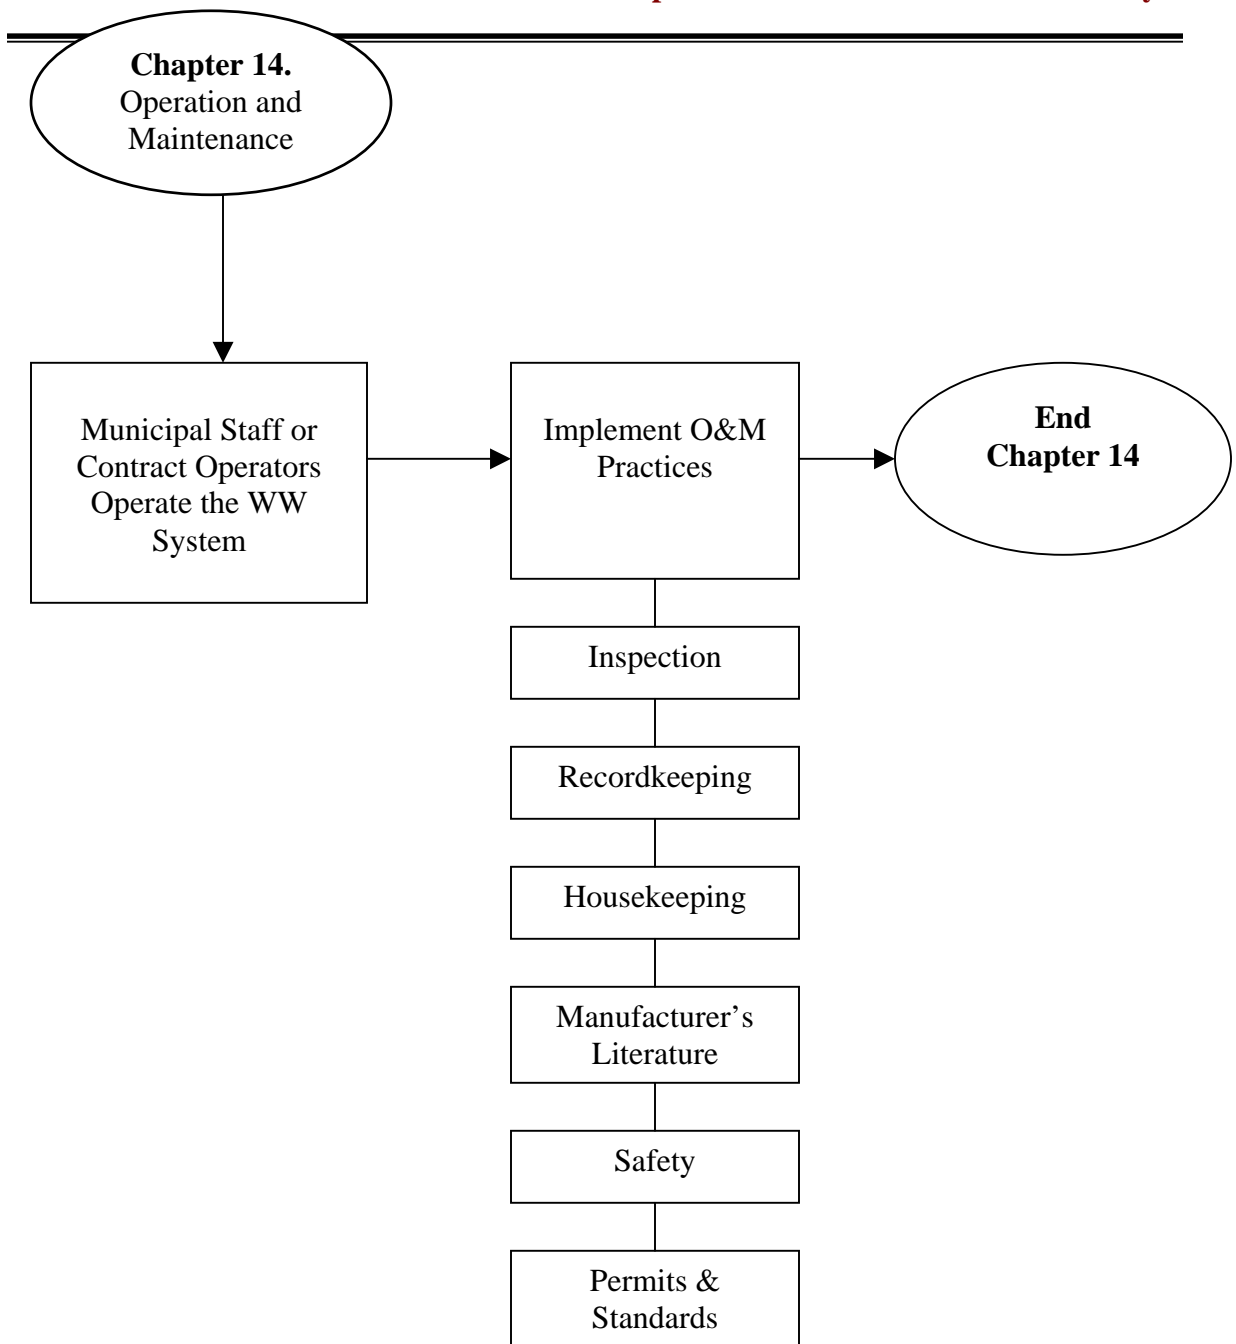 Chapter 14.
Operation and
Maintenance
Municipal Staff or
Contract Operators
Operate the WW
System
Implement O&M
Practices
End
Chapter 14
Inspection
Recordkeeping
Housekeeping
Manufacturer’s
Literature
Safety
Permits &
Standards